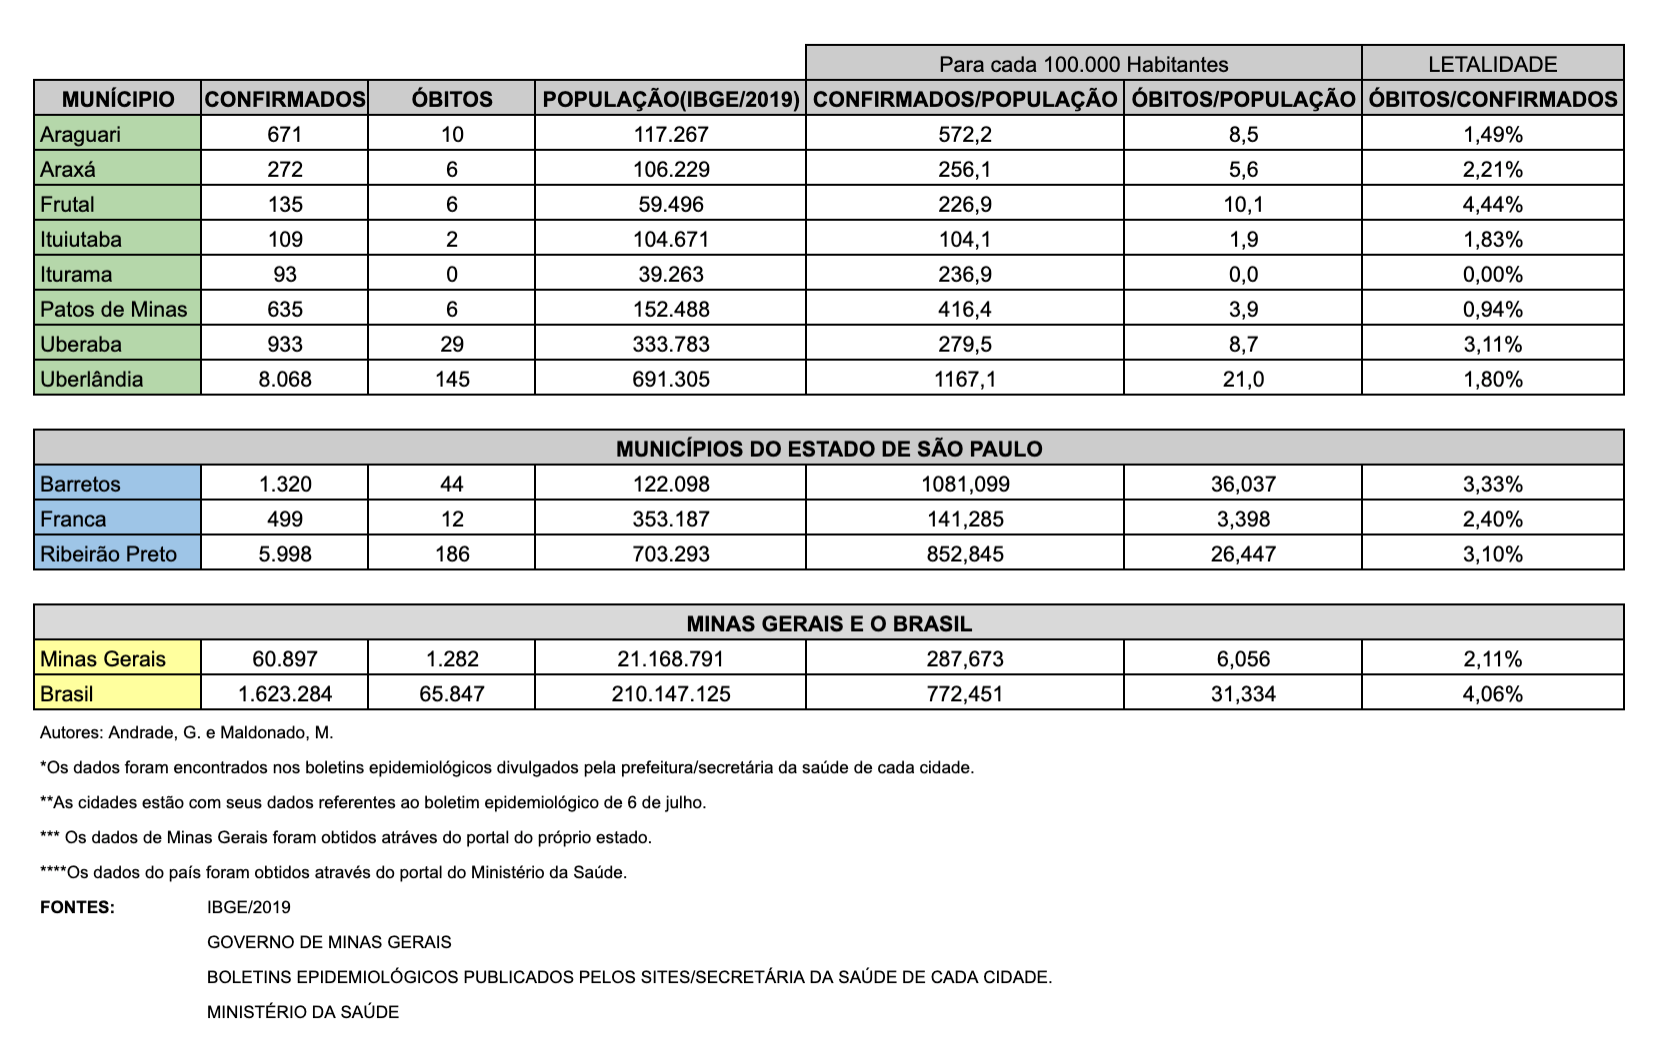 Para cada 100.000 Habitantes LETALIDADE
MUNÍCIPIO CONFIRMADOS ÓBITOS POPULAÇÃO(IBGE/2019) CONFIRMADOS/POPULAÇÃO ÓBITOS/POPULAÇÃO ÓBITOS/CONFIRMADOS
Araguari 671 10 117.267 572,2 8,5 1,49%
Araxá 272 6 106.229 256,1 5,6 2,21%
Frutal 135 6 59.496 226,9 10,1 4,44%
Ituiutaba 109 2 104.671 104,1 1,9 1,83%
Iturama 93 0 39.263 236,9 0,0 0,00%
Patos de Minas 635 6 152.488 416,4 3,9 0,94%
Uberaba 933 29 333.783 279,5 8,7 3,11%
Uberlândia 8.068 145 691.305 1167,1 21,0 1,80%
MUNICÍPIOS DO ESTADO DE SÃO PAULO
Barretos 1.320 44 122.098 1081,099 36,037 3,33%
Franca 499 12 353.187 141,285 3,398 2,40%
Ribeirão Preto 5.998 186 703.293 852,845 26,447 3,10%
MINAS GERAIS E O BRASIL
Minas Gerais 60.897 1.282 21.168.791 287,673 6,056 2,11%
Brasil 1.623.284 65.847 210.147.125 772,451 31,334 4,06%
Autores: Andrade, G. e Maldonado, M.
*Os dados foram encontrados nos boletins epidemiológicos divulgados pela prefeitura/secretária da saúde de cada cidade.
**As cidades estão com seus dados referentes ao boletim epidemiológico de 6 de julho.
*** Os dados de Minas Gerais foram obtidos atráves do portal do próprio estado.
****Os dados do país foram obtidos através do portal do Ministério da Saúde.
FONTES: IBGE/2019
GOVERNO DE MINAS GERAIS
BOLETINS EPIDEMIOLÓGICOS PUBLICADOS PELOS SITES/SECRETÁRIA DA SAÚDE DE CADA CIDADE.
MINISTÉRIO DA SAÚDE